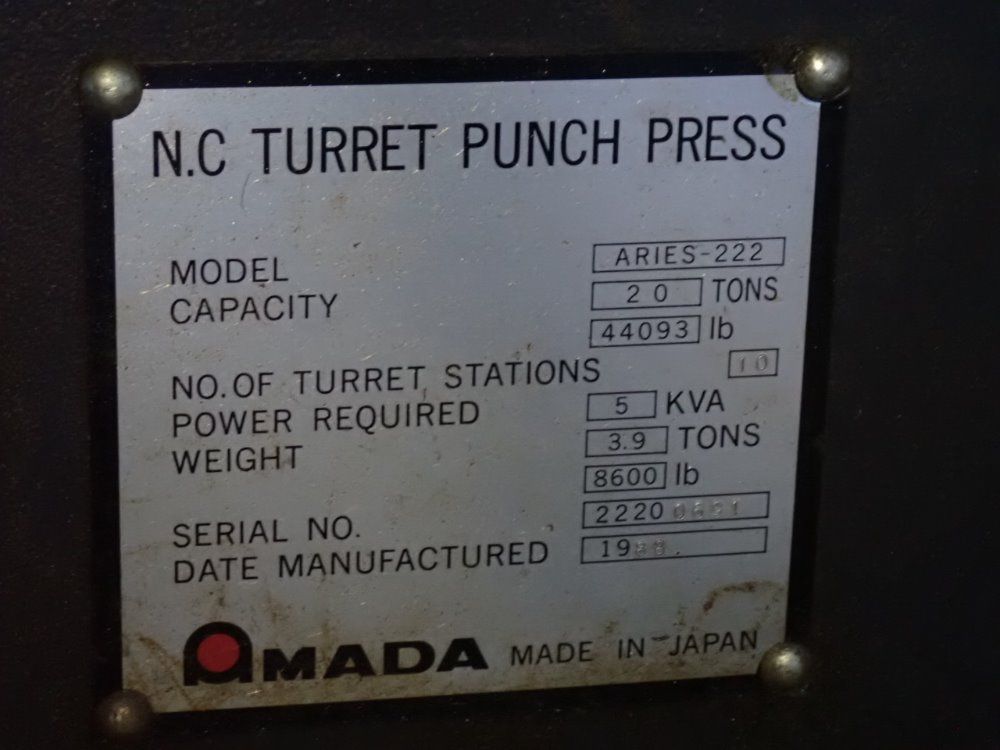 N.C TURRET PUNCH PRESS
MODEL ARIES-222
CAPACITY 20 TONS
44093 lb
NO. OF TURRET STATIONS 10
POWER REQUIRED 5 KVA
WEIGHT 3.9 TONS
8600 lb
SERIAL NO.
DATE MANUFACTURED
AMADA MADE IN JAPAN